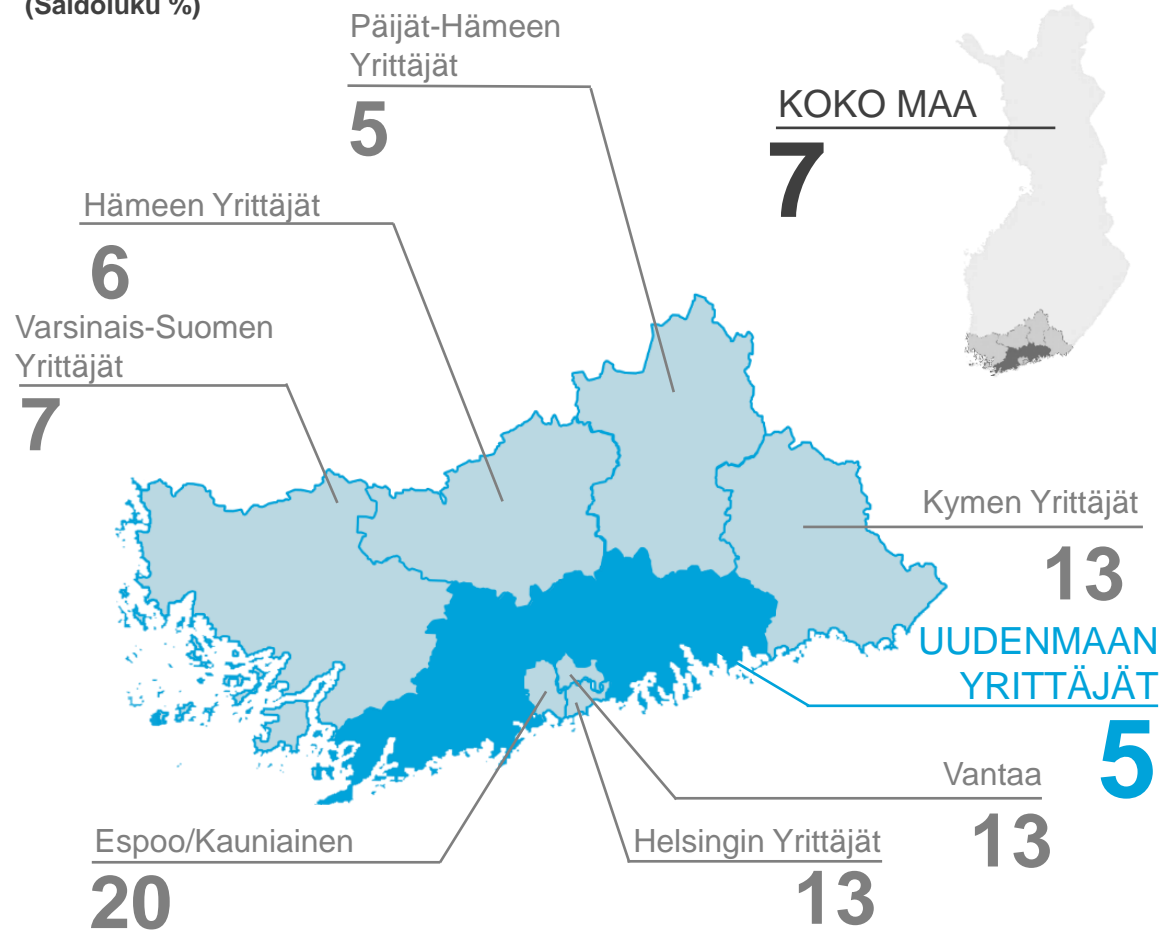 (Saldoluku %)
Päijät-Hämeen
Yrittäjät
5
KOKO MAA
7
Hämeen Yrittäjät
6
Varsinais-Suomen
Yrittäjät
7
Kymen Yrittäjät
13
UUDENMAAN
YRITTÄJÄT
5
Vantaa
13
Espoo/Kauniainen
20
Helsingin Yrittäjät
13